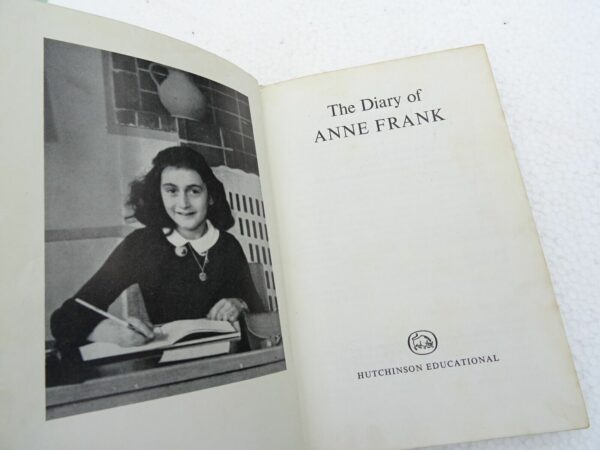 The Diary of
ANNE FRANK
HUTCHINSON EDUCATIONAL